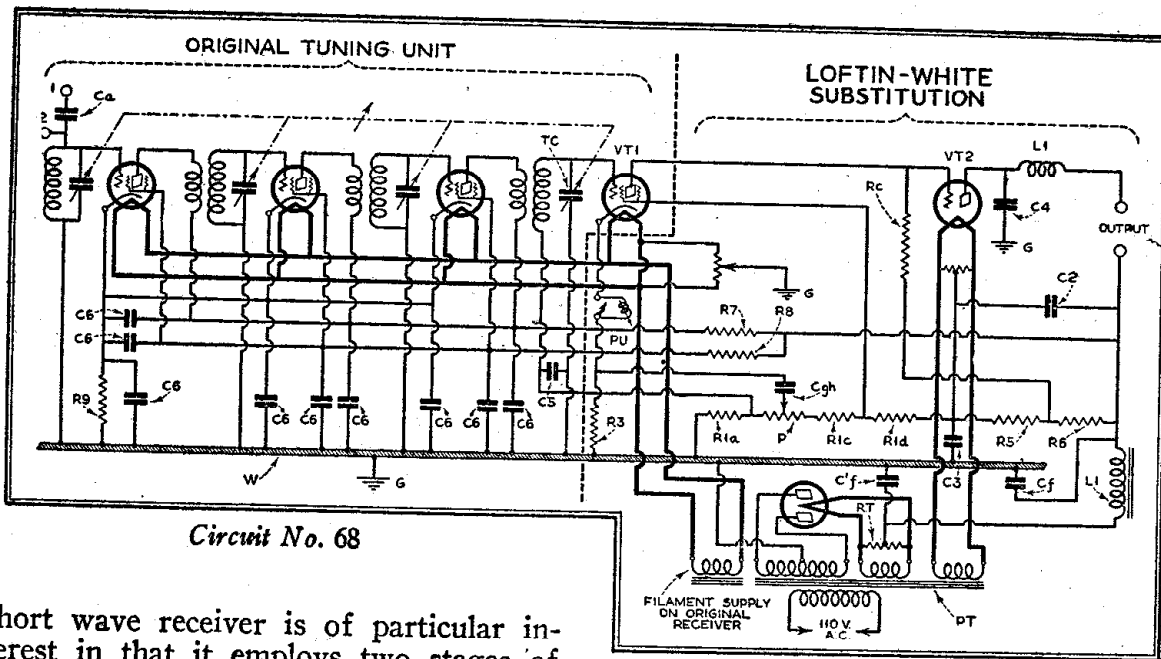 ORIGINAL TUNING UNIT
LOFTIN-WHITE
SUBSTITUTION
Ca
TC
VT1
VT2
L1
Rc
C4
G
OUTPUT
C2
G
R7
R8
PU
C6
C6
C6
R9
C6
C6
C6
C6
C6
C6
C5
R3
Cgh
R1a
P
R1c
R1d
R5
R6
W
G
C'f
C3
Cf
L1
RT
FILAMENT SUPPLY
ON ORIGINAL
RECEIVER
110 V.
A.C.
PT
Circuit No. 68
hort wave receiver is of particular in-
erest in that it employs two stages of